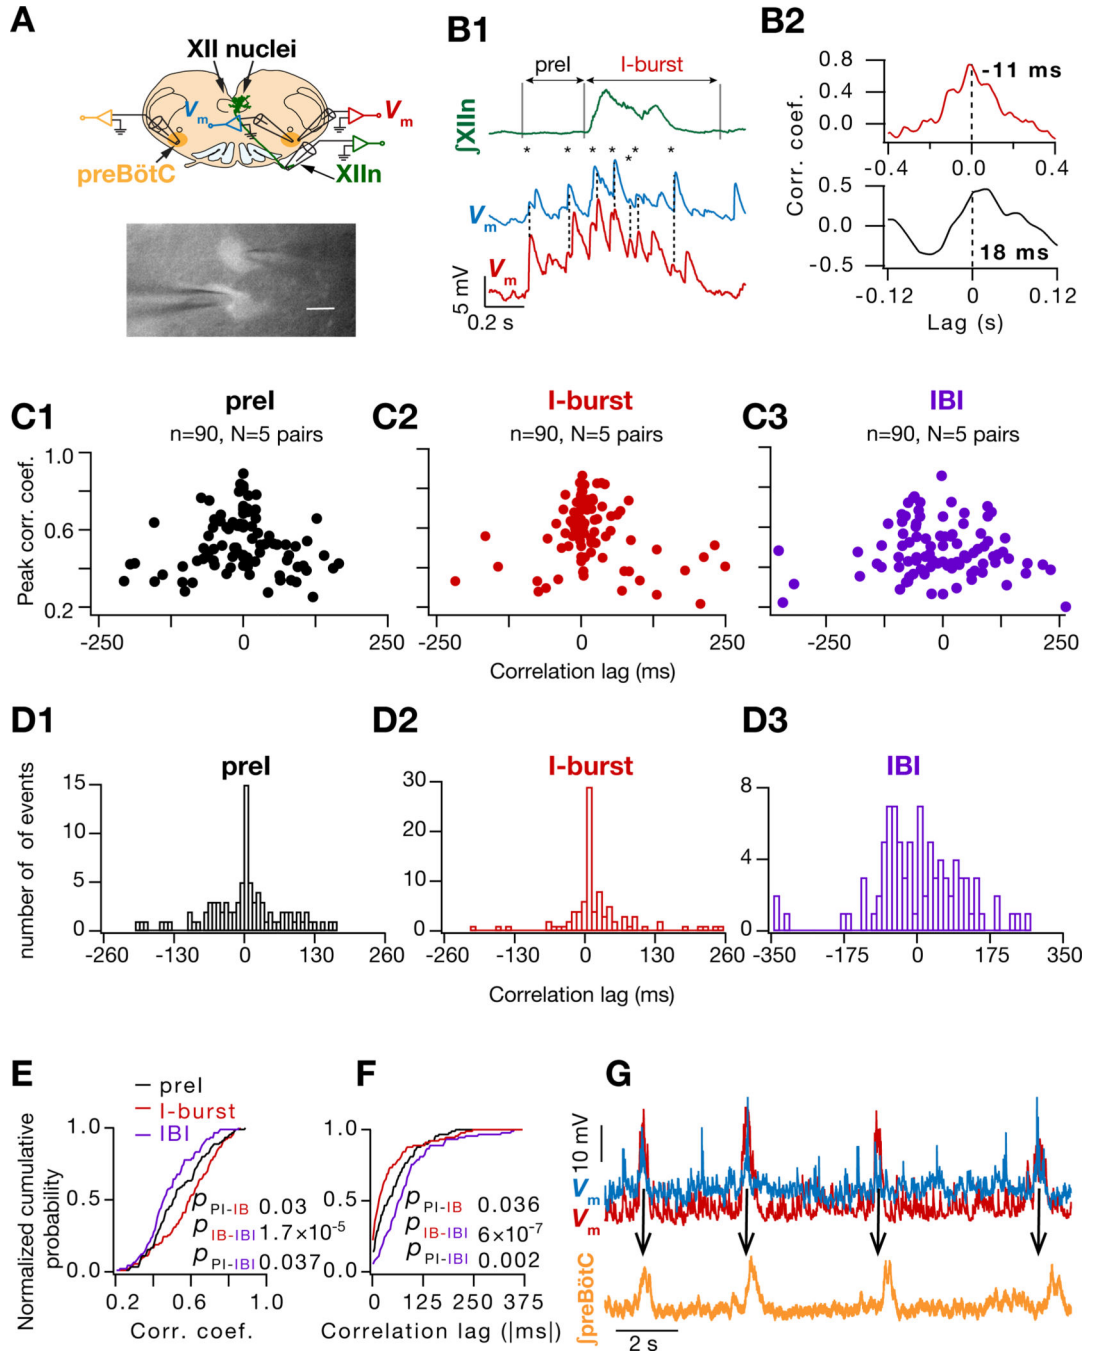 A
XII nuclei
Vm
Vm
preBötC
XIIn
B1
preI
I-burst
∫XIIn
* * * * * * *
Vm
Vm
5 mV
0.2 s
B2
Corr. coef.
0.8
0.4
0.0
-11 ms
-0.4
0.0
0.4
0.5
0.0
-0.5
18 ms
-0.12
0
0.12
Lag (s)
C1
preI
n=90, N=5 pairs
Peak corr. coef.
1.0
0.6
0.2
-250
0
250
C2
I-burst
n=90, N=5 pairs
-250
0
250
Correlation lag (ms)
C3
IBI
n=90, N=5 pairs
-250
0
250
D1
preI
number of of events
15
10
5
0
-260
-130
0
130
260
D2
I-burst
30
20
10
0
-260
-130
0
130
260
Correlation lag (ms)
D3
IBI
8
4
0
-350
-175
0
175
350
E
preI
I-burst
IBI
Normalized cumulative
probability
1.0
0.5
0.0
pPI-IB 0.03
pIB-IBI 1.7×10-5
pPI-IBI 0.037
0.2
0.6
1.0
Corr. coef.
F
1.0
0.5
0.0
pPI-IB 0.036
pIB-IBI 6×10-7
pPI-IBI 0.002
0
125
250
375
Correlation lag (|ms|)
G
10 mV
Vm
Vm
∫preBötC
2 s